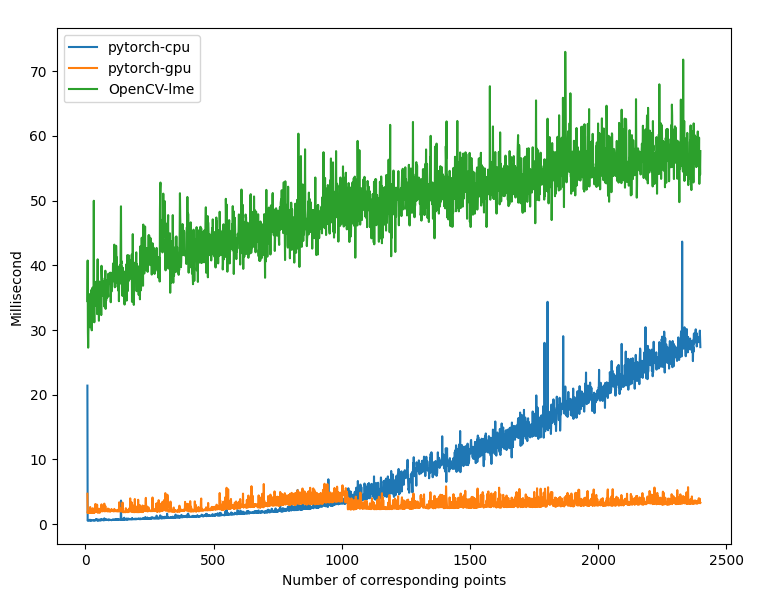 pytorch-cpu
pytorch-gpu
OpenCV-lme
Millisecond
70
60
50
40
30
20
10
0
0 500 1000 1500 2000 2500
Number of corresponding points